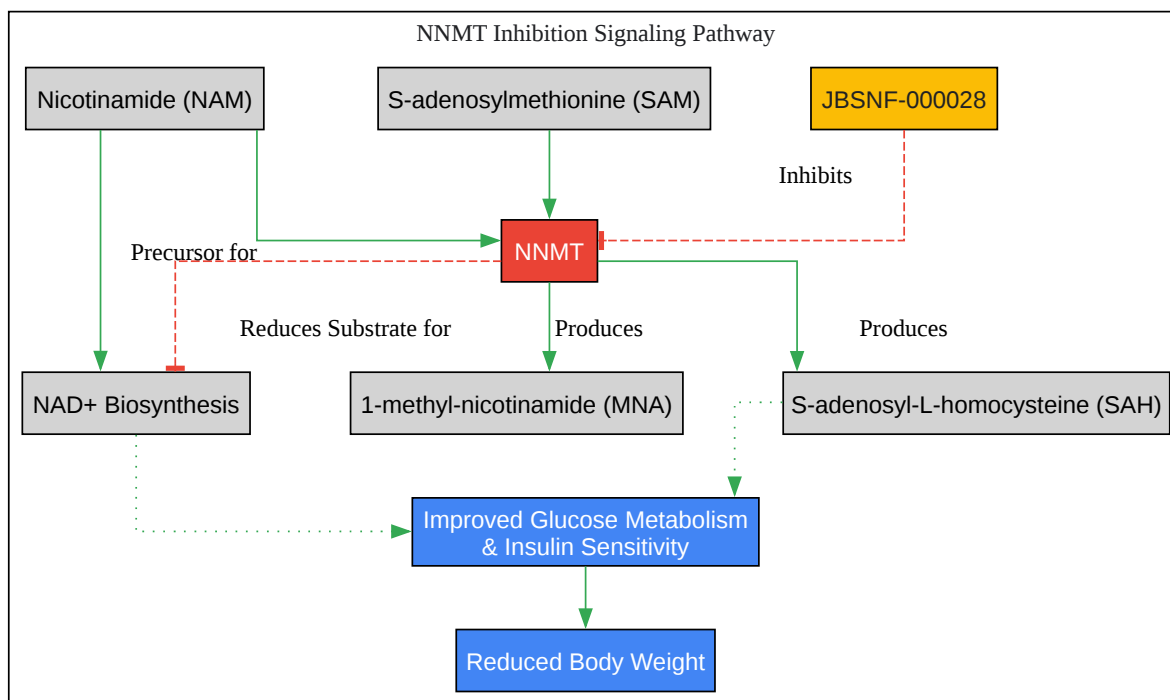 NNMT Inhibition Signaling Pathway
Nicotinamide (NAM)
S-adenosylmethionine (SAM)
JBSNF-000028
Inhibits
Precursor for
NNMT
Reduces Substrate for
Produces
Produces
NAD+ Biosynthesis
1-methyl-nicotinamide (MNA)
S-adenosyl-L-homocysteine (SAH)
Improved Glucose Metabolism
& Insulin Sensitivity
Reduced Body Weight